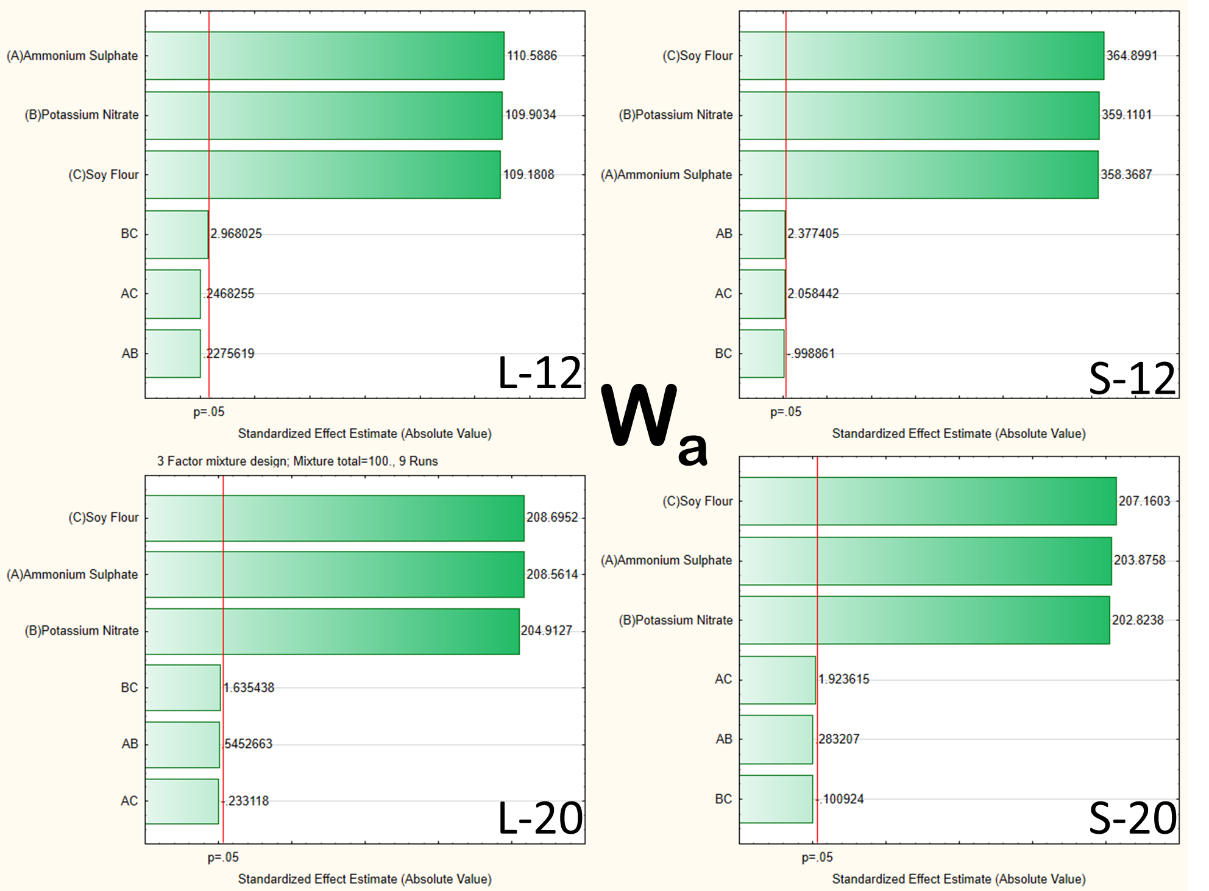 (A)Ammonium Sulphate 110.5886
(B)Potassium Nitrate 109.9034
(C)Soy Flour 109.1808
BC 2.968025
AC .2468255
AB .2275619
L-12
p=.05
Standardized Effect Estimate (Absolute Value)
(C)Soy Flour 364.8991
(B)Potassium Nitrate 359.1101
(A)Ammonium Sulphate 358.3687
AB 2.377405
AC 2.058442
BC -.998861
S-12
p=.05
Standardized Effect Estimate (Absolute Value)
Wa
3 Factor mixture design; Mixture total=100., 9 Runs
(C)Soy Flour 208.6952
(A)Ammonium Sulphate 208.5614
(B)Potassium Nitrate 204.9127
BC 1.635438
AB .5452663
AC -.233118
L-20
p=.05
Standardized Effect Estimate (Absolute Value)
(C)Soy Flour 207.1603
(A)Ammonium Sulphate 203.8758
(B)Potassium Nitrate 202.8238
AC 1.923615
AB .283207
BC -.100924
S-20
p=.05
Standardized Effect Estimate (Absolute Value)